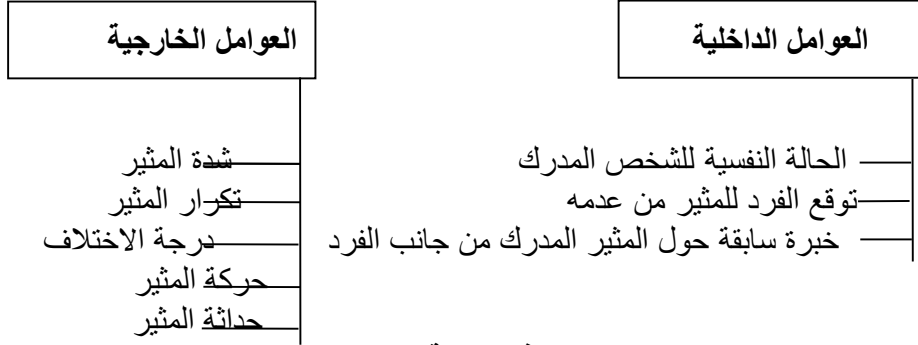 العوامل الداخلية
الحالة النفسية للشخص المدرك
توقع الفرد للمثير من عدمه
خبرة سابقة حول المثير المدرك من جانب الفرد
العوامل الخارجية
شدة المثير
تكرار المثير
درجة الاختلاف
حركة المثير
حداثة المثير